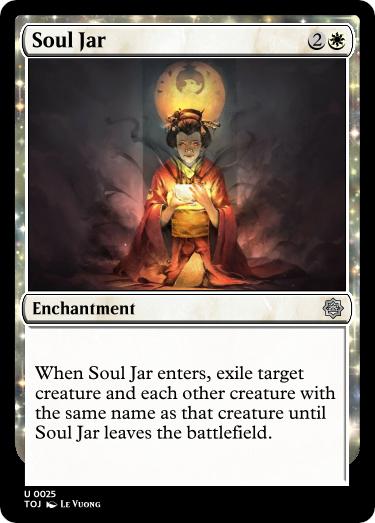 Soul Jar 2
Enchantment
When Soul Jar enters, exile target
creature and each other creature with
the same name as that creature until
Soul Jar leaves the battlefield.
U 0025
TOJ Le Vuong